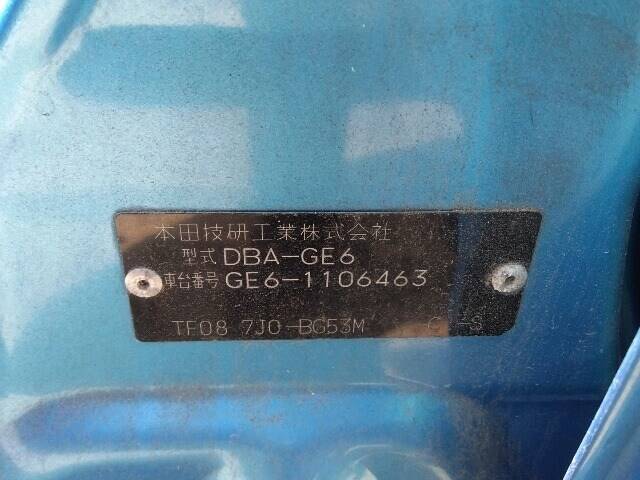 本田技研工業株式会社
型式 DBA-GE6
車台番号 GE6-1106463
TF08 7J0-BG53M C -S